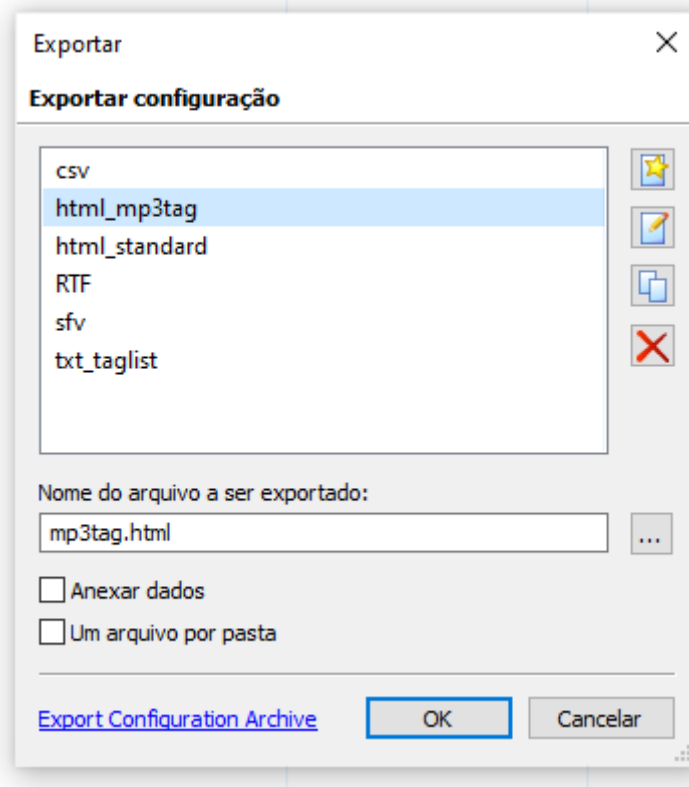 Exportar
Exportar configuração
csv
html_mp3tag
html_standard
RTF
sfv
txt_taglist
Nome do arquivo a ser exportado:
mp3tag.html
...
Anexar dados
Um arquivo por pasta
Export Configuration Archive OK Cancelar